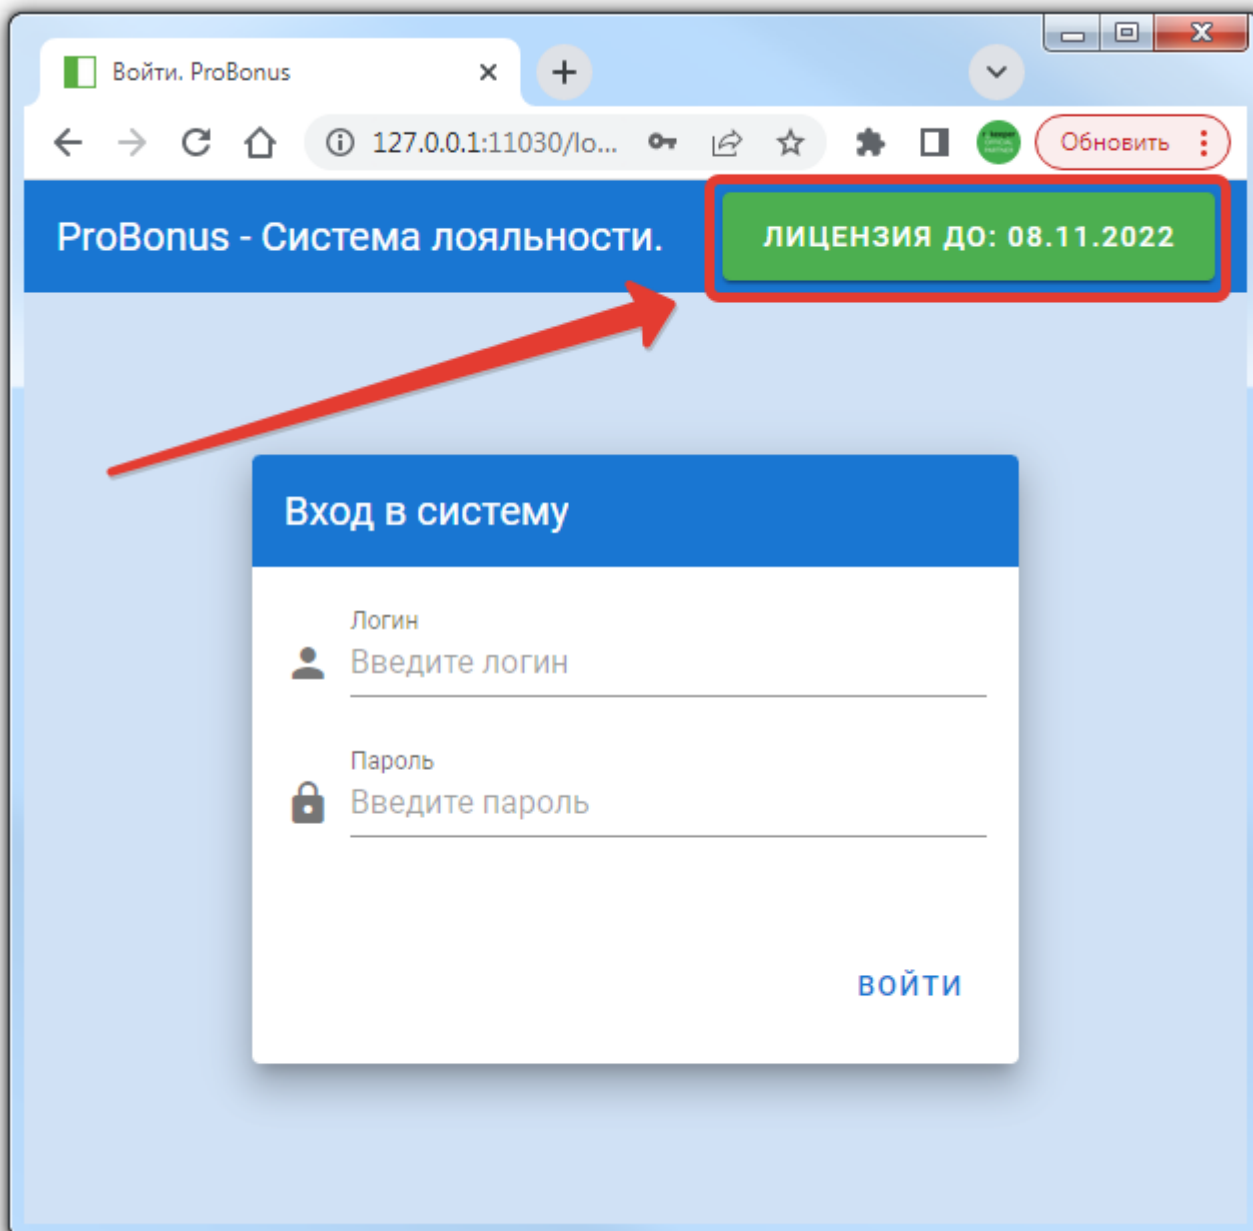 Войти. ProBonus
127.0.0.1:11030/lo...
Обновить
ProBonus - Система лояльности.
ЛИЦЕНЗИЯ ДО: 08.11.2022
Вход в систему
Логин
Введите логин
Пароль
Введите пароль
ВОЙТИ